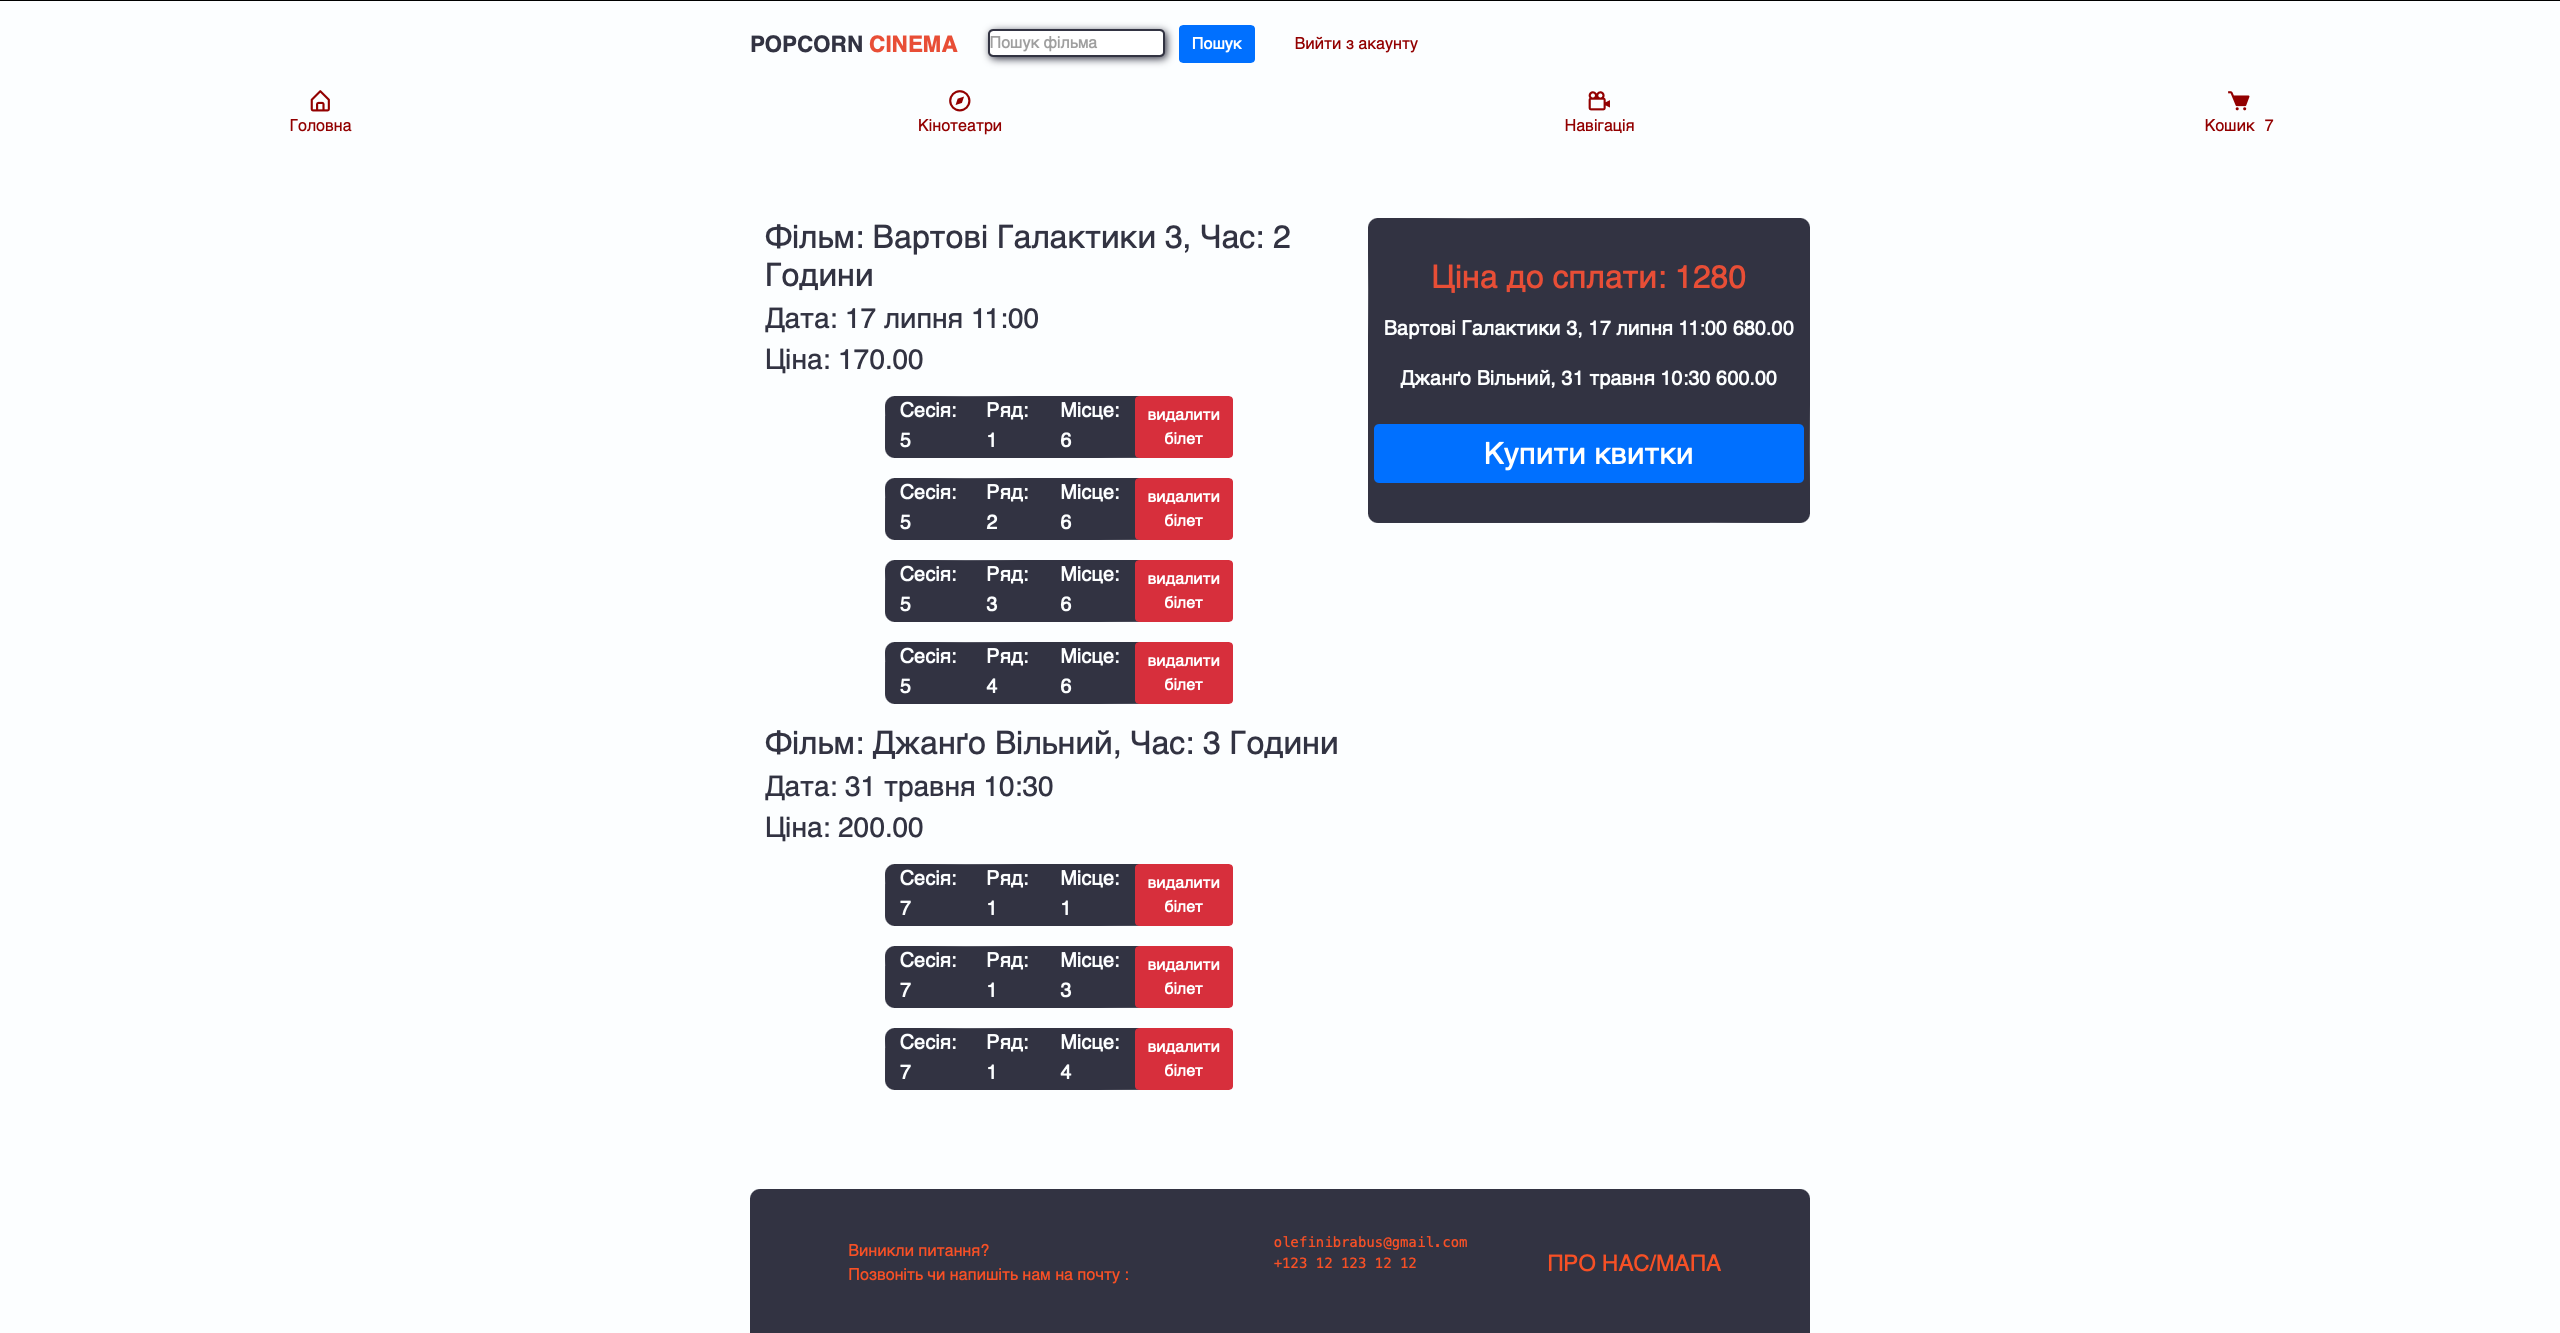 POPCORN CINEMA
Пошук фільма
Пошук
Вийти з акаунту
Головна
Кінотеатри
Навігація
Кошик 7
Фільм: Вартові Галактики 3, Час: 2
Години
Дата: 17 липня 11:00
Ціна: 170.00
Сесія: Ряд: Місце: видалити
5 1 6 білет
Сесія: Ряд: Місце: видалити
5 2 6 білет
Сесія: Ряд: Місце: видалити
5 3 6 білет
Сесія: Ряд: Місце: видалити
5 4 6 білет
Фільм: Джанґо Вільний, Час: 3 Години
Дата: 31 травня 10:30
Ціна: 200.00
Сесія: Ряд: Місце: видалити
7 1 1 білет
Сесія: Ряд: Місце: видалити
7 1 3 білет
Сесія: Ряд: Місце: видалити
7 1 4 білет
Ціна до сплати: 1280
Вартові Галактики 3, 17 липня 11:00 680.00
Джанґо Вільний, 31 травня 10:30 600.00
Купити квитки
Виникли питання?
Позвоніть чи напишіть нам на почту :
olefinibrabus@gmail.com
+123 12 123 12 12
ПРО НАС/МАПА